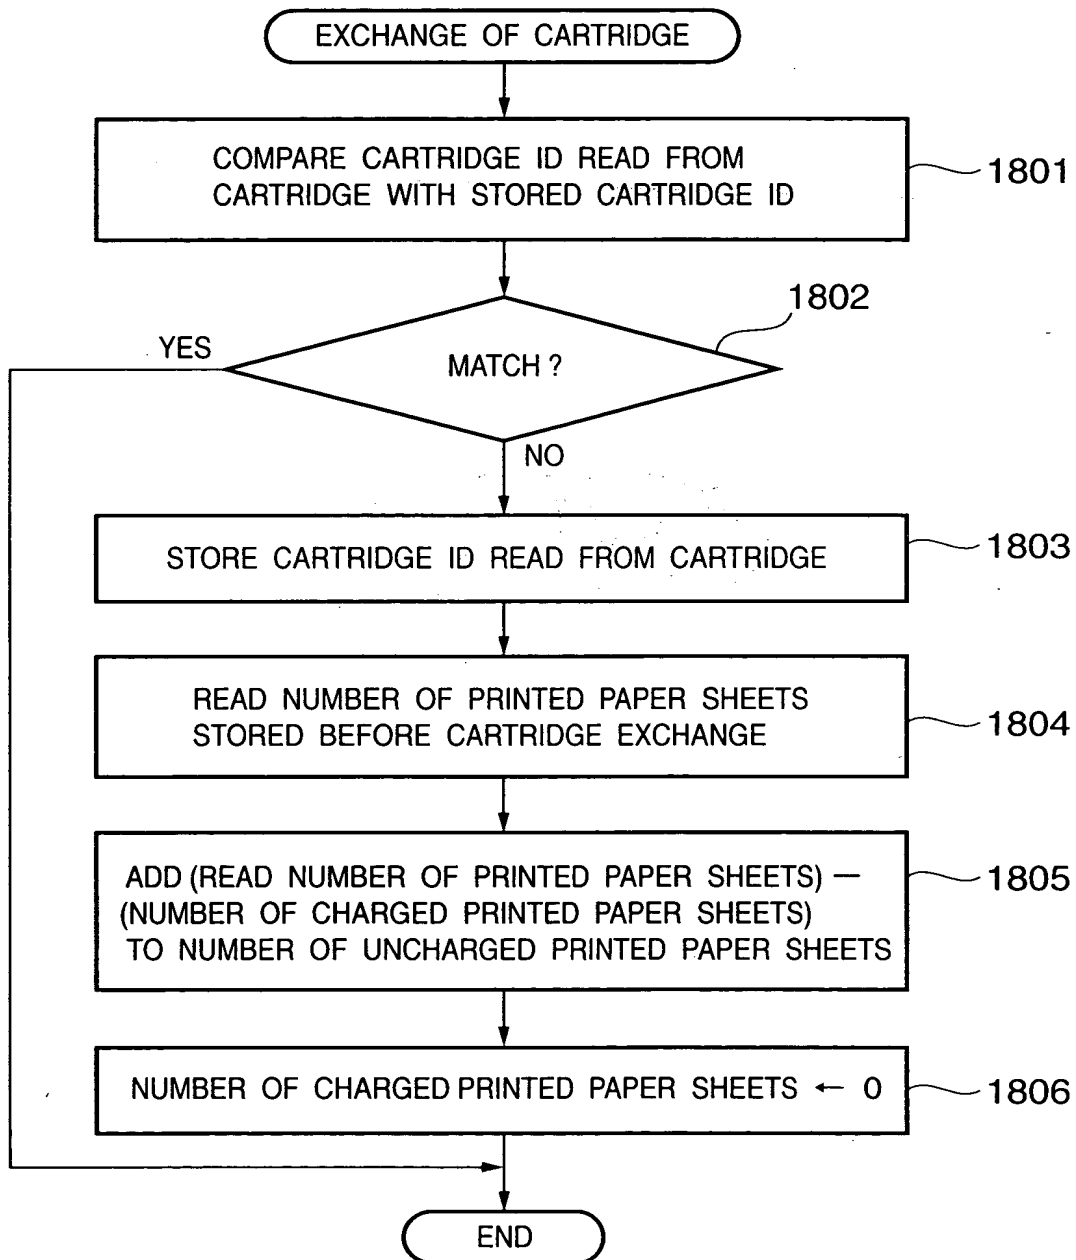 EXCHANGE OF CARTRIDGE
COMPARE CARTRIDGE ID READ FROM
CARTRIDGE WITH STORED CARTRIDGE ID
1801
1802
YES
MATCH ?
NO
STORE CARTRIDGE ID READ FROM CARTRIDGE
1803
READ NUMBER OF PRINTED PAPER SHEETS
STORED BEFORE CARTRIDGE EXCHANGE
1804
ADD (READ NUMBER OF PRINTED PAPER SHEETS) —
(NUMBER OF CHARGED PRINTED PAPER SHEETS)
TO NUMBER OF UNCHARGED PRINTED PAPER SHEETS
1805
NUMBER OF CHARGED PRINTED PAPER SHEETS ← 0
1806
END